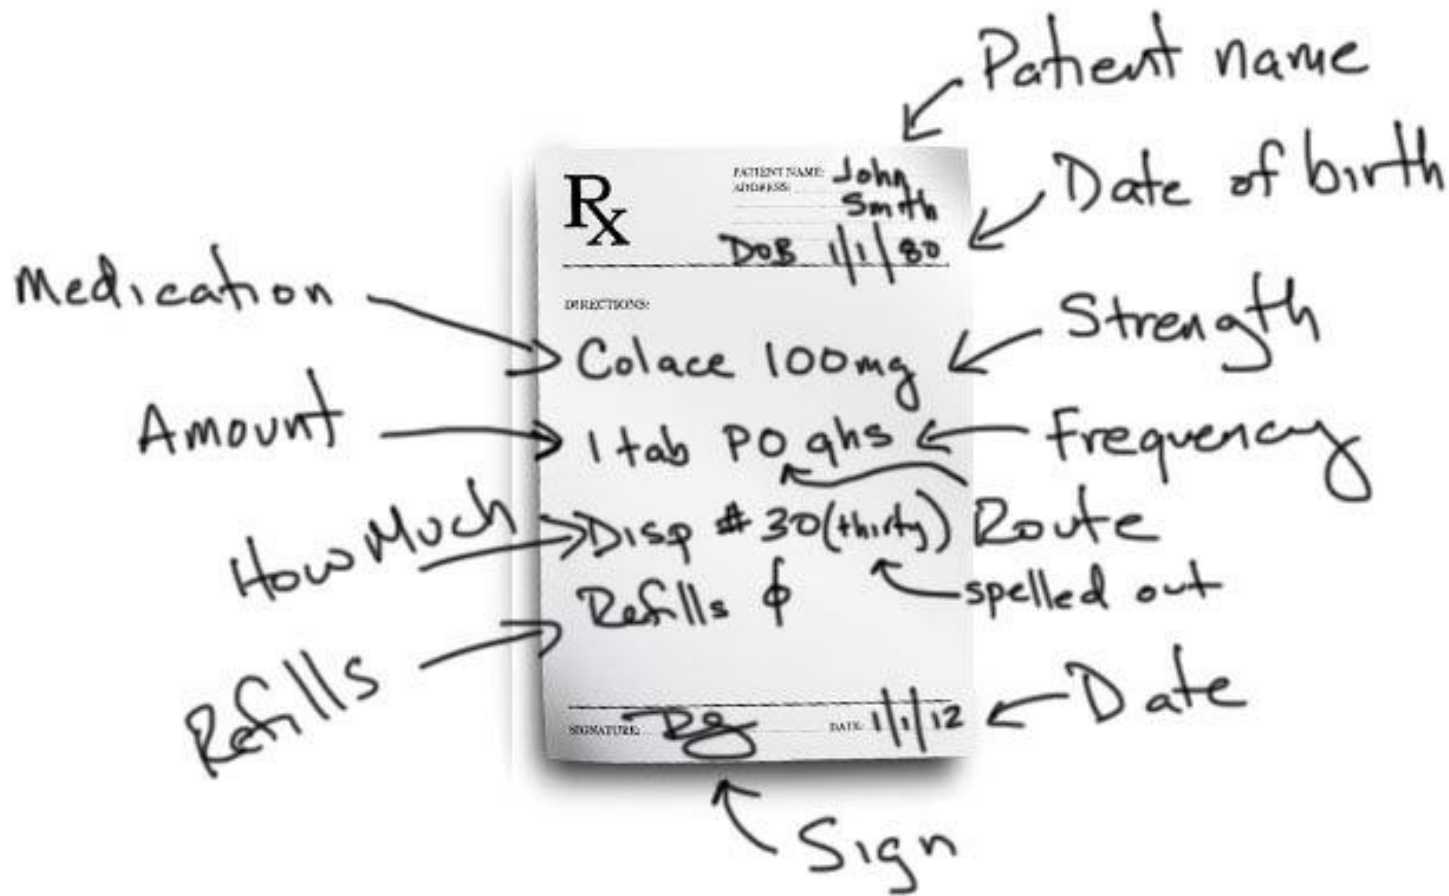 Patient name
Date of birth
Rx
PATIENT NAME: John
ADDRESS: Smith
DOB 1/1/80
Medication
DIRECTIONS:
Strength
Colace 100mg
Amount
1 tab PO qhs
Frequency
How Much
Disp #30 (thirty)
Route
spelled out
Refills ϕ
Refills
Date
SIGNATURE:
DATE: 1/1/12
Sign